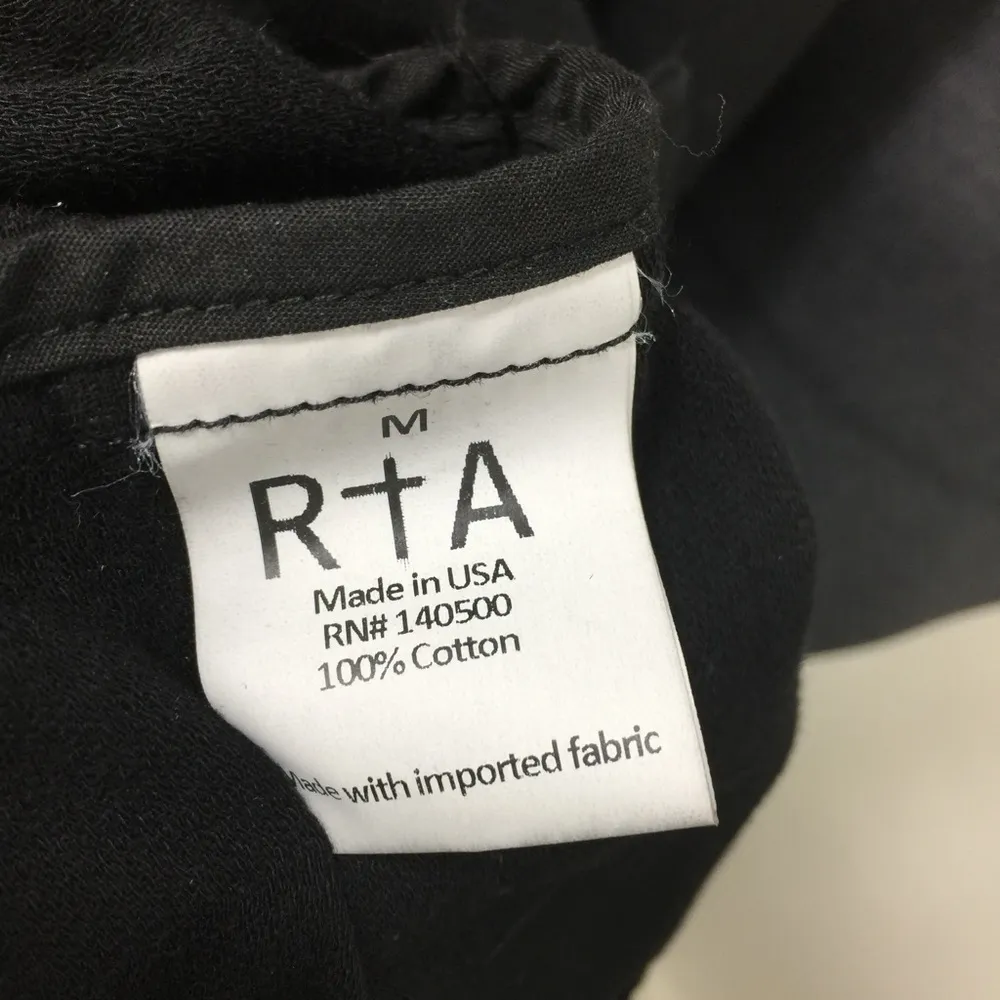 M
R†A
Made in USA
RN# 140500
100% Cotton
Made with imported fabric